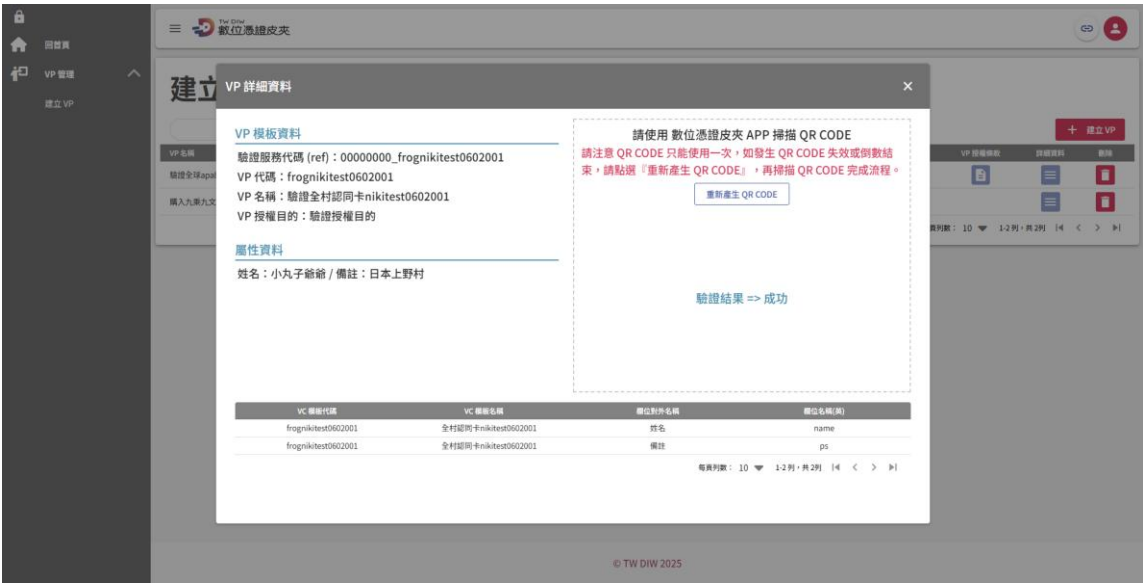 TW DIW
數位憑證皮夾
回首頁
VP 管理
建立 VP
建立
VP 詳細資料
VP 模板資料
驗證服務代碼 (ref)：00000000_frognikitest0602001
VP 代碼：frognikitest0602001
VP 名稱：驗證全村認同卡nikitest0602001
VP 授權目的：驗證授權目的
屬性資料
姓名：小丸子爺爺 / 備註：日本上野村
請使用 數位憑證皮夾 APP 掃描 QR CODE
請注意 QR CODE 只能使用一次，如發生 QR CODE 失效或倒數結
束，請點選『重新產生 QR CODE』，再掃描 QR CODE 完成流程。
重新產生 QR CODE
驗證結果 => 成功
VC 模板代碼 VC 模板名稱 欄位對外名稱 欄位名稱(英)
frognikitest0602001 全村認同卡nikitest0602001 姓名 name
frognikitest0602001 全村認同卡nikitest0602001 備註 ps
每頁列數： 10 1-2 列，共 2列
+ 建立 VP
VP 名稱 VP 授權條款 詳細資料 刪除
驗證全球apal
購入九乘九文
頁列數： 10 1-2 列，共 2列
© TW DIW 2025